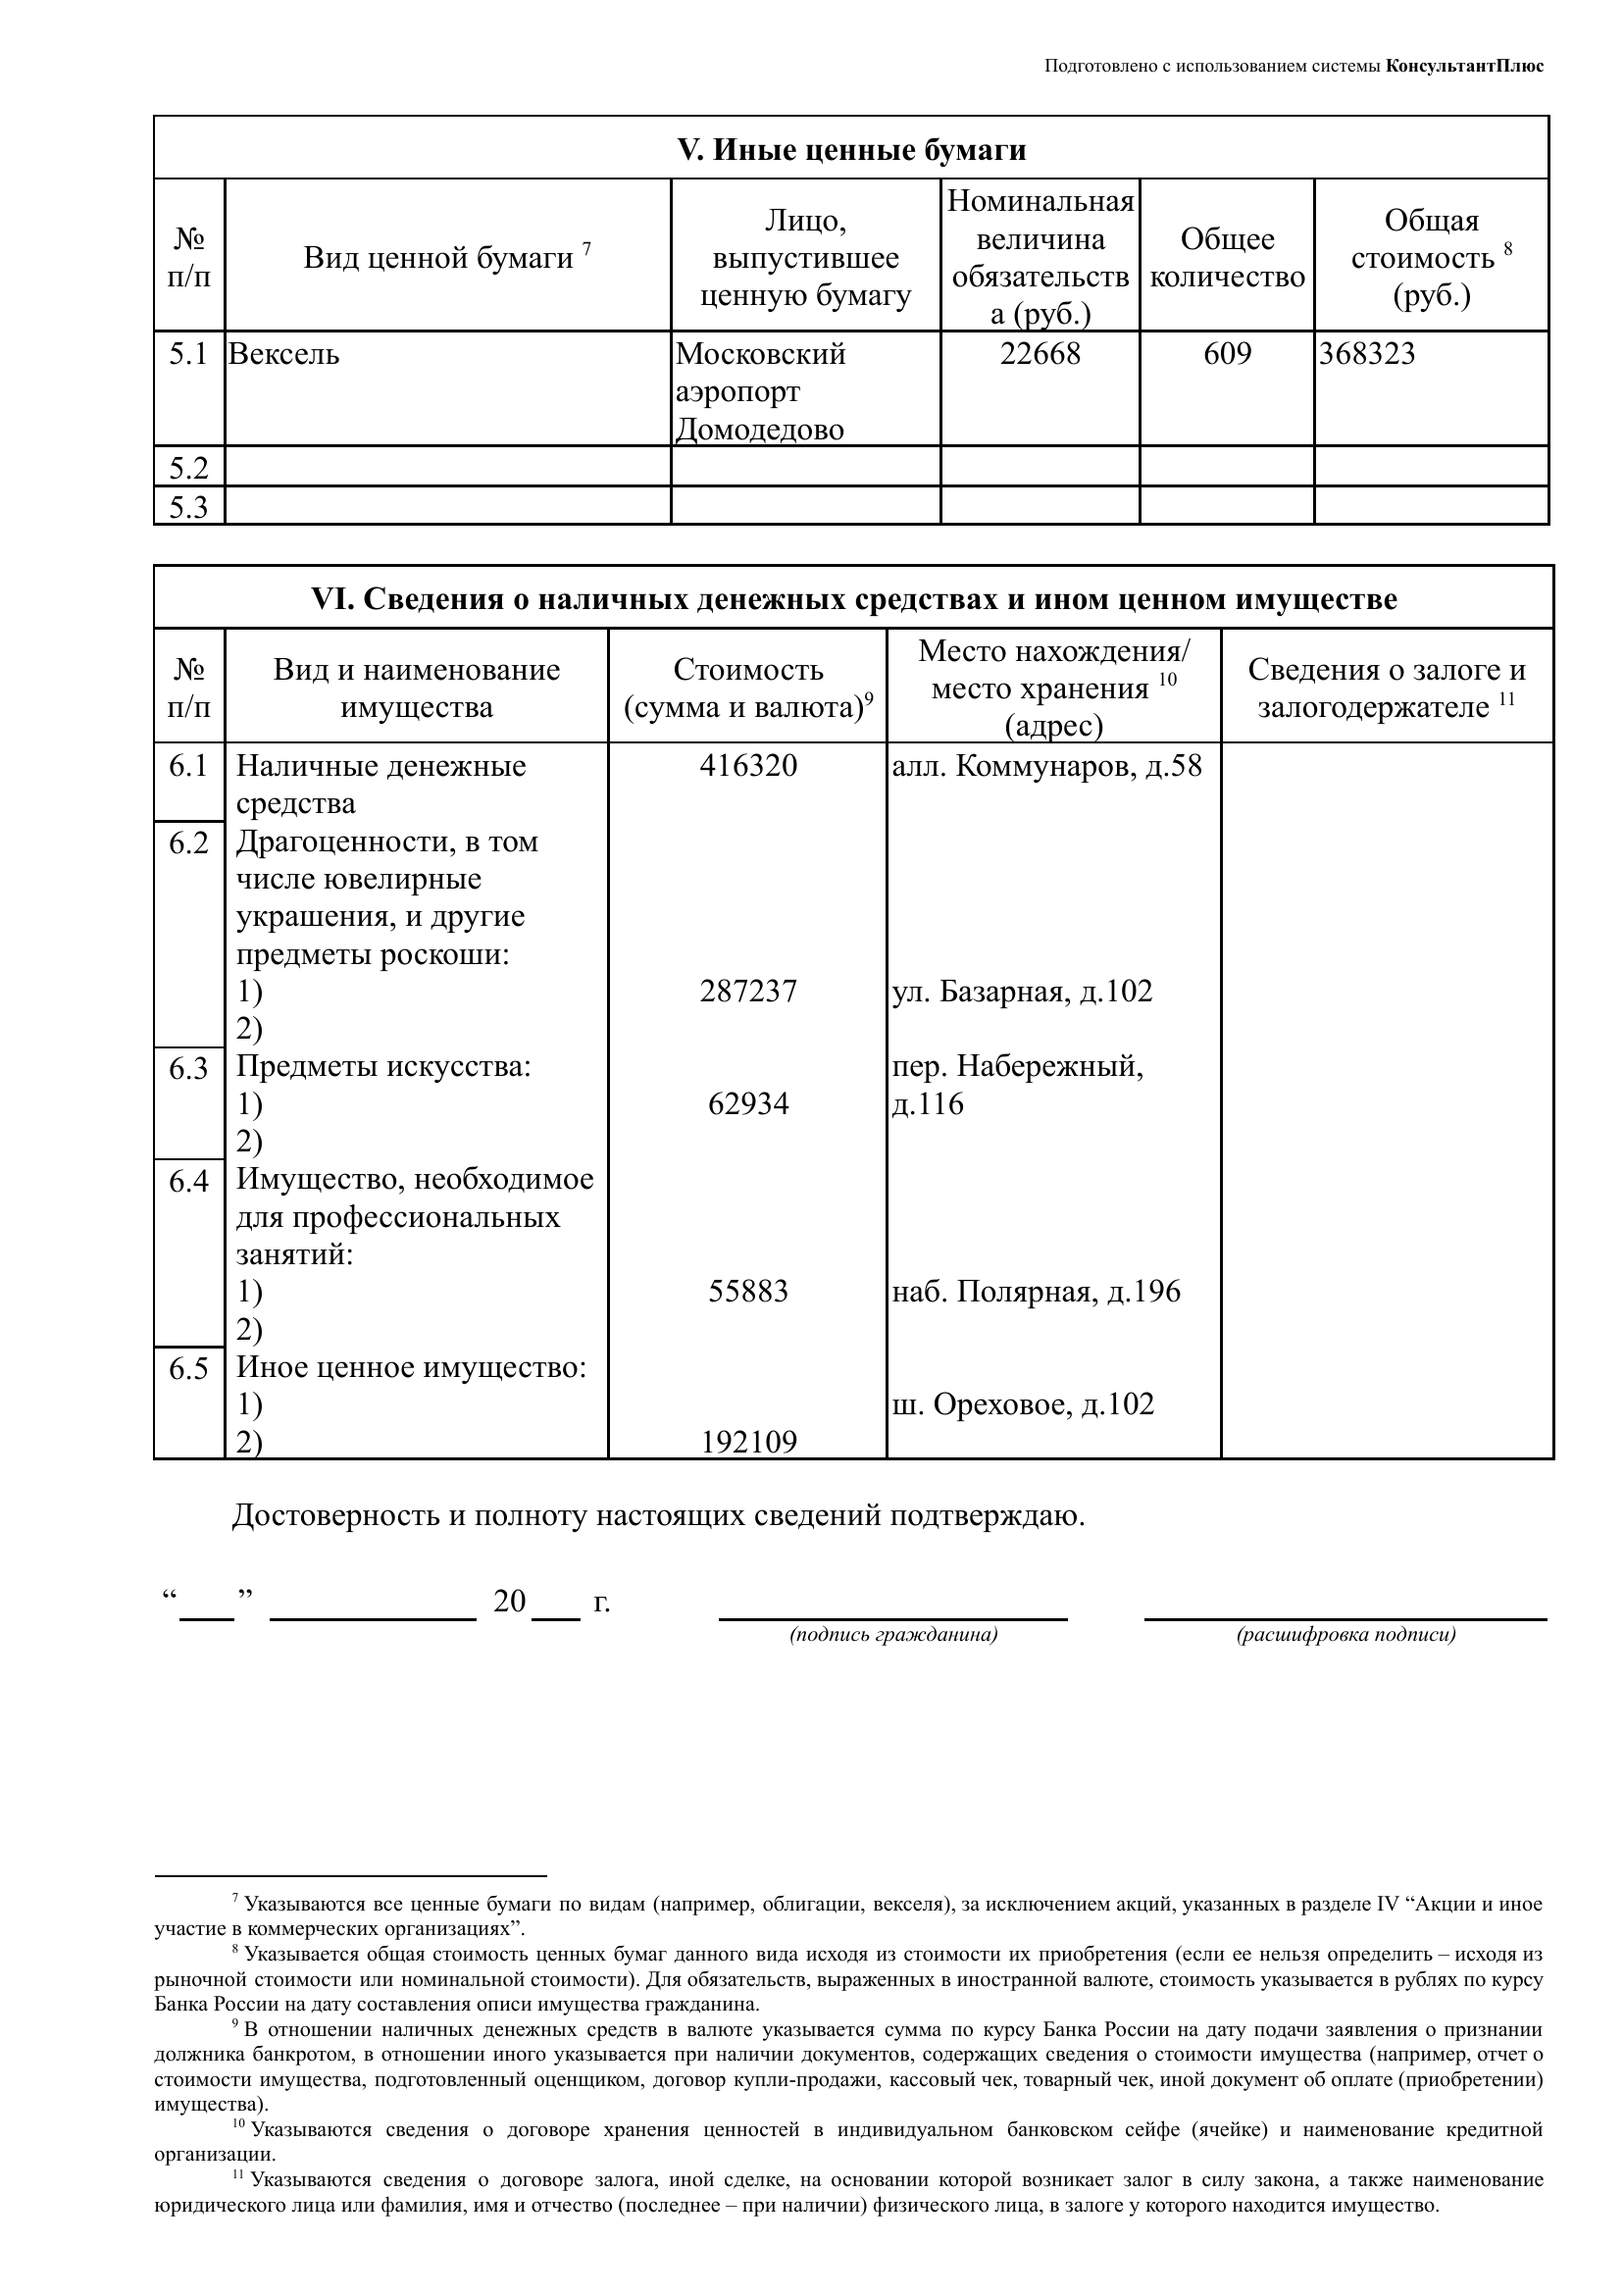 Подготовлено с использованием системы КонсультантПлюс
V. Иные ценные бумаги
№
п/п
Вид ценной бумаги 7
Лицо,
выпустившее
ценную бумагу
Номинальная
величина
обязательств
а (руб.)
Общее
количество
Общая
стоимость 8
(руб.)
5.1
Вексель
Московский
аэропорт
Домодедово
22668
609
368323
5.2
5.3
VI. Сведения о наличных денежных средствах и ином ценном имуществе
№
п/п
Вид и наименование
имущества
Стоимость
(сумма и валюта)9
Место нахождения/
место хранения 10
(адрес)
Сведения о залоге и
залогодержателе 11
6.1
Наличные денежные
средства
416320
алл. Коммунаров, д.58
6.2
Драгоценности, в том
числе ювелирные
украшения, и другие
предметы роскоши:
1)
2)
287237
ул. Базарная, д.102
6.3
Предметы искусства:
1)
2)
62934
пер. Набережный,
д.116
6.4
Имущество, необходимое
для профессиональных
занятий:
1)
2)
55883
наб. Полярная, д.196
6.5
Иное ценное имущество:
1)
2)
192109
ш. Ореховое, д.102
Достоверность и полноту настоящих сведений подтверждаю.
“___” ____________ 20 ___ г.
(подпись гражданина)
(расшифровка подписи)
7 Указываются все ценные бумаги по видам (например, облигации, векселя), за исключением акций, указанных в разделе IV “Акции и иное
участие в коммерческих организациях”.
8 Указывается общая стоимость ценных бумаг данного вида исходя из стоимости их приобретения (если ее нельзя определить – исходя из
рыночной стоимости или номинальной стоимости). Для обязательств, выраженных в иностранной валюте, стоимость указывается в рублях по курсу
Банка России на дату составления описи имущества гражданина.
9 В отношении наличных денежных средств в валюте указывается сумма по курсу Банка России на дату подачи заявления о признании
должника банкротом, в отношении иного указывается при наличии документов, содержащих сведения о стоимости имущества (например, отчет о
стоимости имущества, подготовленный оценщиком, договор купли-продажи, кассовый чек, товарный чек, иной документ об оплате (приобретении)
имущества).
10 Указываются сведения о договоре хранения ценностей в индивидуальном банковском сейфе (ячейке) и наименование кредитной
организации.
11 Указываются сведения о договоре залога, иной сделке, на основании которой возникает залог в силу закона, а также наименование
юридического лица или фамилия, имя и отчество (последнее – при наличии) физического лица, в залоге у которого находится имущество.